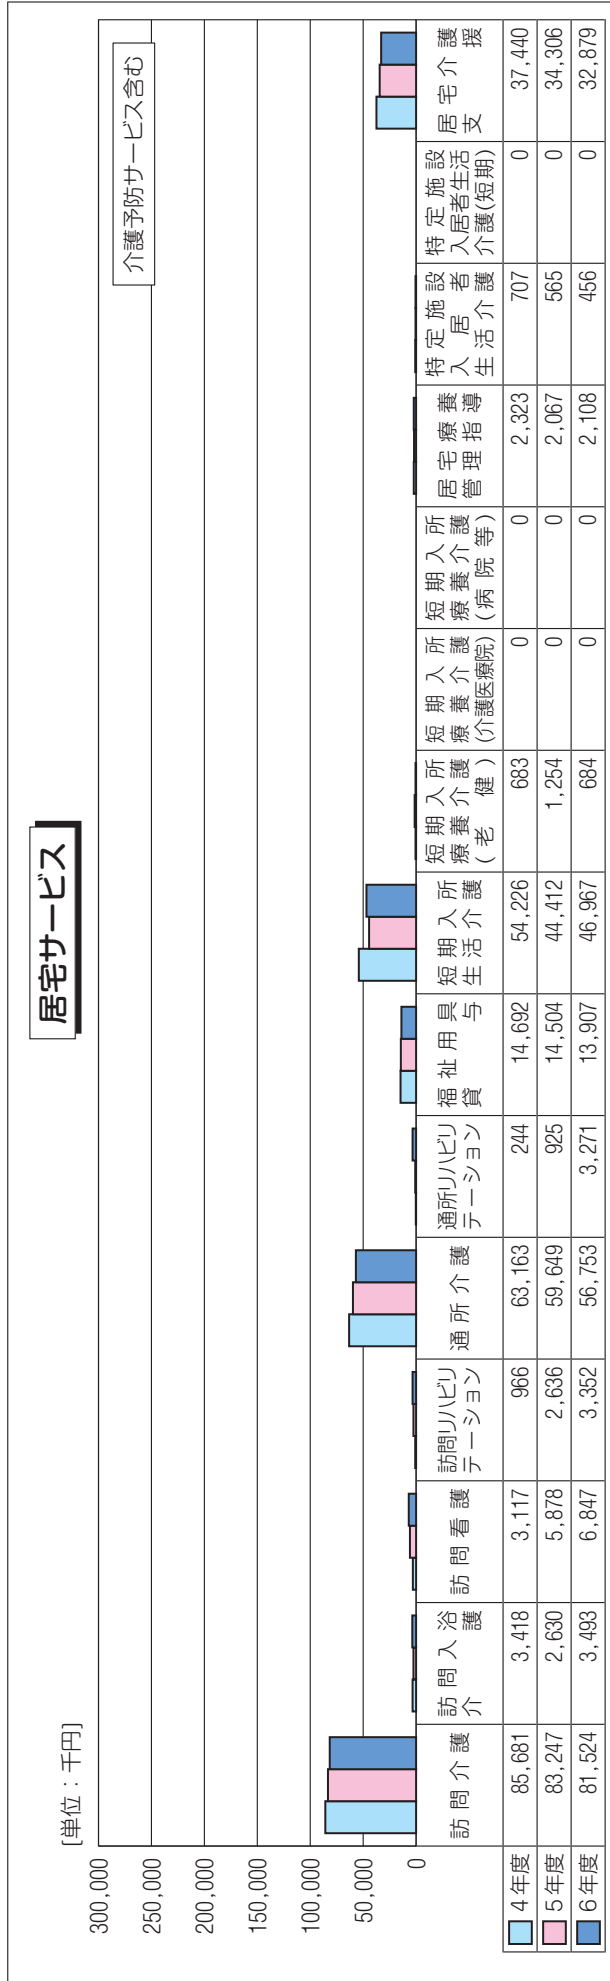 居宅サービス
[単位：千円]
介護予防サービス含む
300,000
250,000
200,000
150,000
100,000
50,000
0
訪問介護
訪問入浴
介護
訪問看護
訪問リハビリ
テーション
通所介護
通所リハビリ
テーション
福祉用具
貸与
短期入所
生活介護
短期入所
療養介護
(老健)
短期入所
療養介護
(介護医療院)
短期入所
療養介護
(病院等)
居宅療養
管理指導
特定施設
入居者
生活介護
特定施設
入居者生活
介護(短期)
居宅介護
支援
4年度 85,681 3,418 3,117 966 63,163 244 14,692 54,226 683 0 0 2,323 707 0 37,440
5年度 83,247 2,630 5,878 2,636 59,649 925 14,504 44,412 1,254 0 0 2,067 565 0 34,306
6年度 81,524 3,493 6,847 3,352 56,753 3,271 13,907 46,967 684 0 0 2,108 456 0 32,879